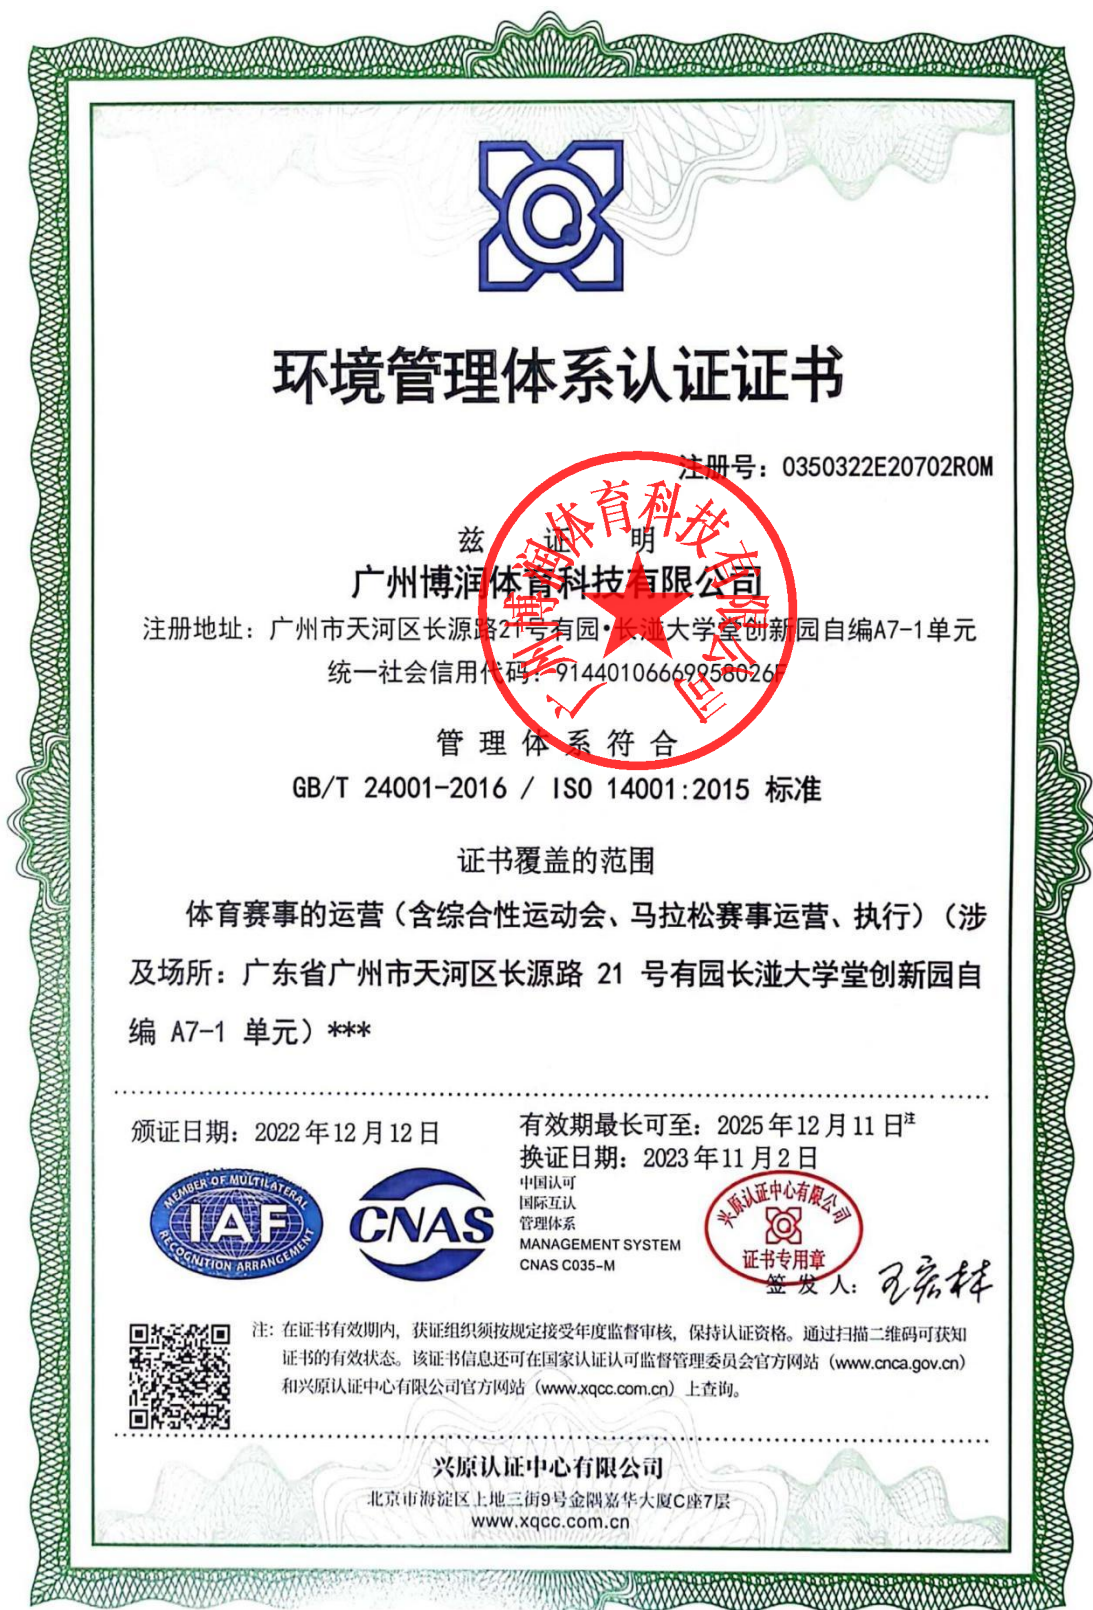 环境管理体系认证证书
注册号：0350322E20702R0M
兹 证 明
广州博润体育科技有限公司
注册地址：广州市天河区长源路21号有园•长湴大学堂创新园自编A7-1单元
统一社会信用代码：91440106669958026F
管理体系符合
GB/T 24001-2016 / ISO 14001:2015 标准
证书覆盖的范围
体育赛事的运营（含综合性运动会、马拉松赛事运营、执行）（涉
及场所：广东省广州市天河区长源路 21 号有园长湴大学堂创新园自
编 A7-1 单元）***
颁证日期：2022年12月12日
有效期最长可至：2025年12月11日注
换证日期：2023年11月2日
MEMBER OF MULTILATERAL
IAF
RECOGNITION ARRANGEMENT
CNAS
中国认可
国际互认
管理体系
MANAGEMENT SYSTEM
CNAS C035-M
兴原认证中心有限公司
证书专用章
签发人：王宏林
注：在证书有效期内，获证组织须按规定接受年度监督审核，保持认证资格。通过扫描二维码可获知
证书的有效状态。该证书信息还可在国家认证认可监督管理委员会官方网站（www.cnca.gov.cn）
和兴原认证中心有限公司官方网站（www.xqcc.com.cn）上查询。
兴原认证中心有限公司
北京市海淀区上地三街9号金隅嘉华大厦C座7层
www.xqcc.com.cn
广州博润体育科技有限公司